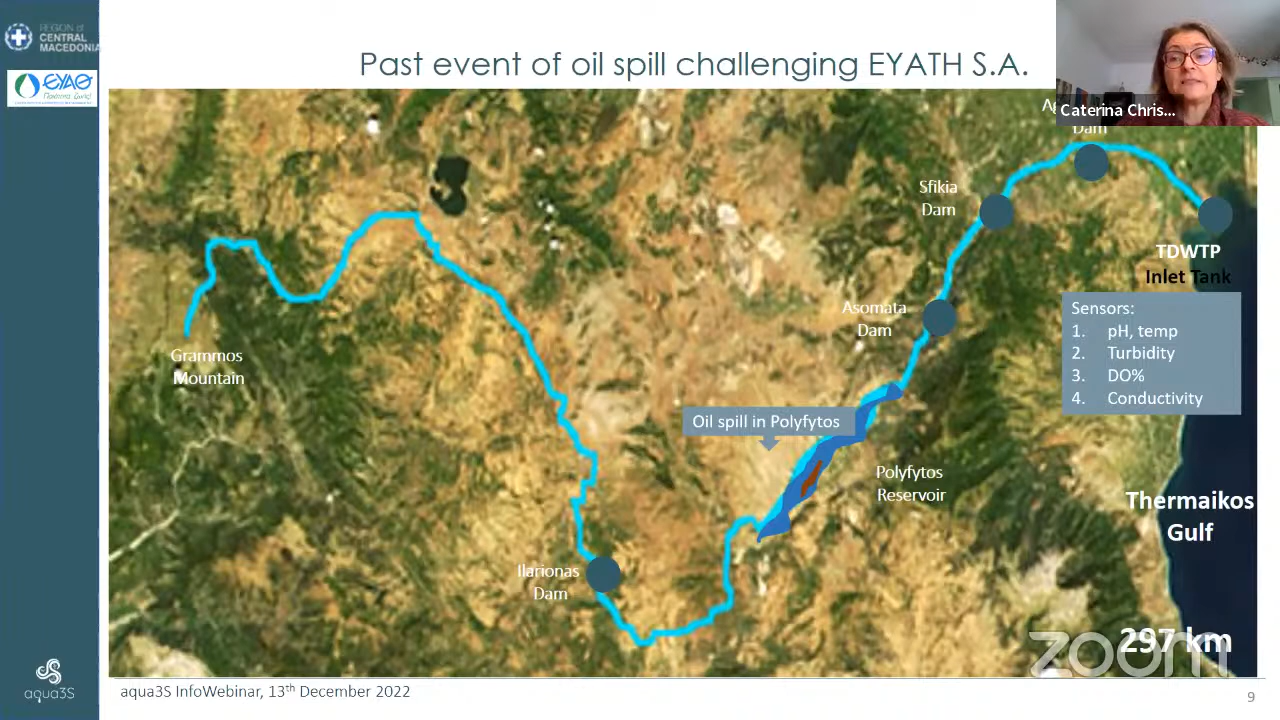 REGION of
CENTRAL
MACEDONIA
ΕΥΑΘ
Past event of oil spill challenging EYATH S.A.
Caterina Chris...
Dam
Sfikia
Dam
TDWTP
Inlet Tank
Asomata
Dam
Sensors:
1. pH, temp
2. Turbidity
3. DO%
4. Conductivity
Grammos
Mountain
Oil spill in Polyfytos
Polyfytos
Reservoir
Thermaikos
Gulf
Ilarionas
Dam
297 km
zoom
aqua3S
aqua3S InfoWebinar, 13th December 2022
9